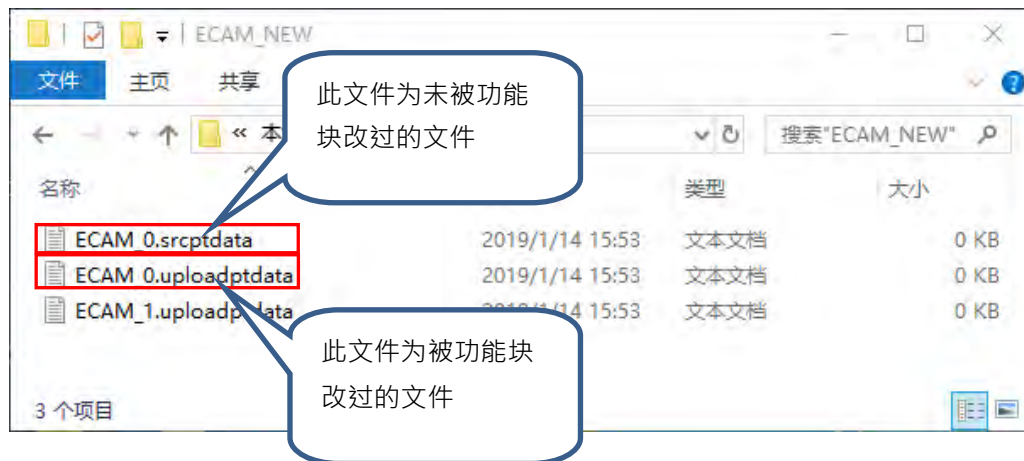 ECAM_NEW
文件 主页 共享
此文件为未被功能
块改过的文件
« 本
搜索"ECAM_NEW"
名称 类型 大小
ECAM_0.srcptdata 2019/1/14 15:53 文本文档 0 KB
ECAM_0.uploadptdata 2019/1/14 15:53 文本文档 0 KB
ECAM_1.uploadptdata 2019/1/14 15:53 文本文档 0 KB
此文件为被功能块
改过的文件
3 个项目